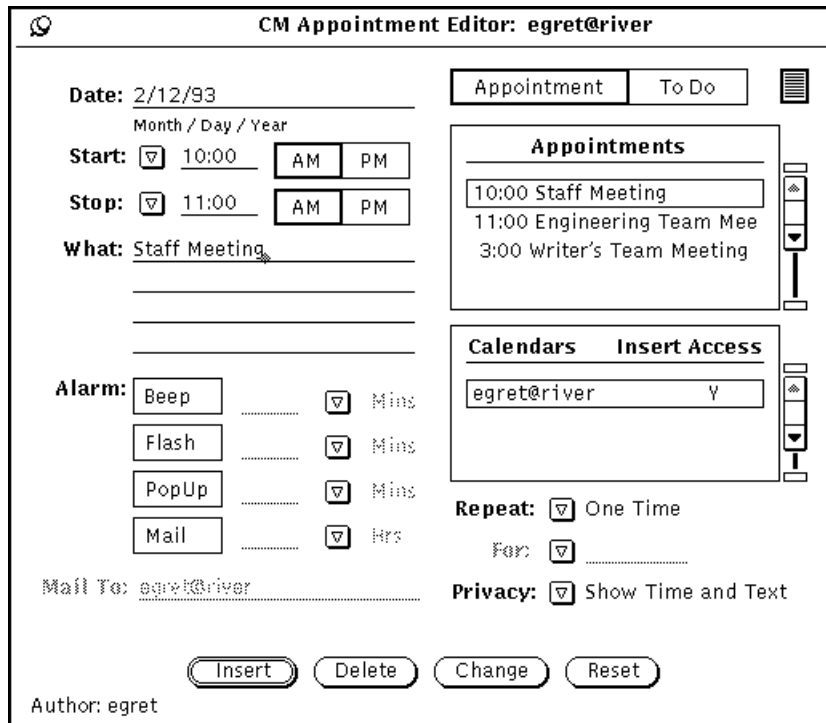 CM Appointment Editor: egret@river
Date: 2/12/93
Month / Day / Year
Start: 10:00 AM PM
Stop: 11:00 AM PM
What: Staff Meeting
Alarm: Beep Mins
Flash Mins
PopUp Mins
Mail Hrs
Mail To: egret@river
Appointment To Do
Appointments
10:00 Staff Meeting
11:00 Engineering Team Mee
3:00 Writer's Team Meeting
Calendars Insert Access
egret@river Y
Repeat: One Time
For:
Privacy: Show Time and Text
Insert Delete Change Reset
Author: egret